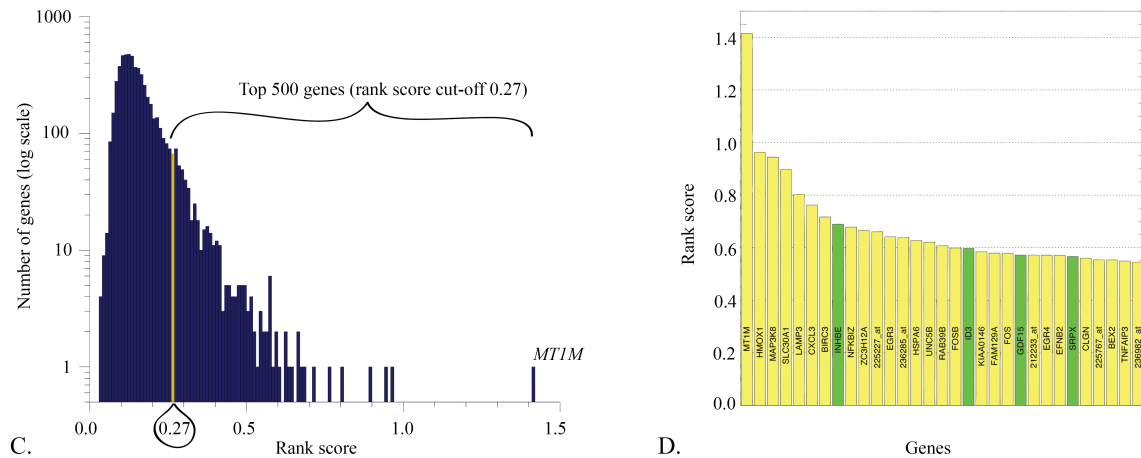 1000
100
10
1
Number of genes (log scale)
Top 500 genes (rank score cut-off 0.27)
MT1M
0.0
0.27
0.5
1.0
1.5
Rank score
C.
1.4
1.2
1.0
0.8
0.6
0.4
0.2
0.0
Rank score
MT1M
HMOX1
MAP3K8
SLC30A1
LAMP3
CXCL3
BIRC3
INHBE
NFKBIZ
ZC3H12A
225227_at
EGR3
236285_at
HSPA6
UNC5B
RAB39B
FOSB
ID3
KIAA0146
FAM129A
FOS
GDF15
212233_at
EGR4
EFNB2
SRPX
CLGN
225767_at
BEX2
TNFAIP3
236982_at
D.
Genes